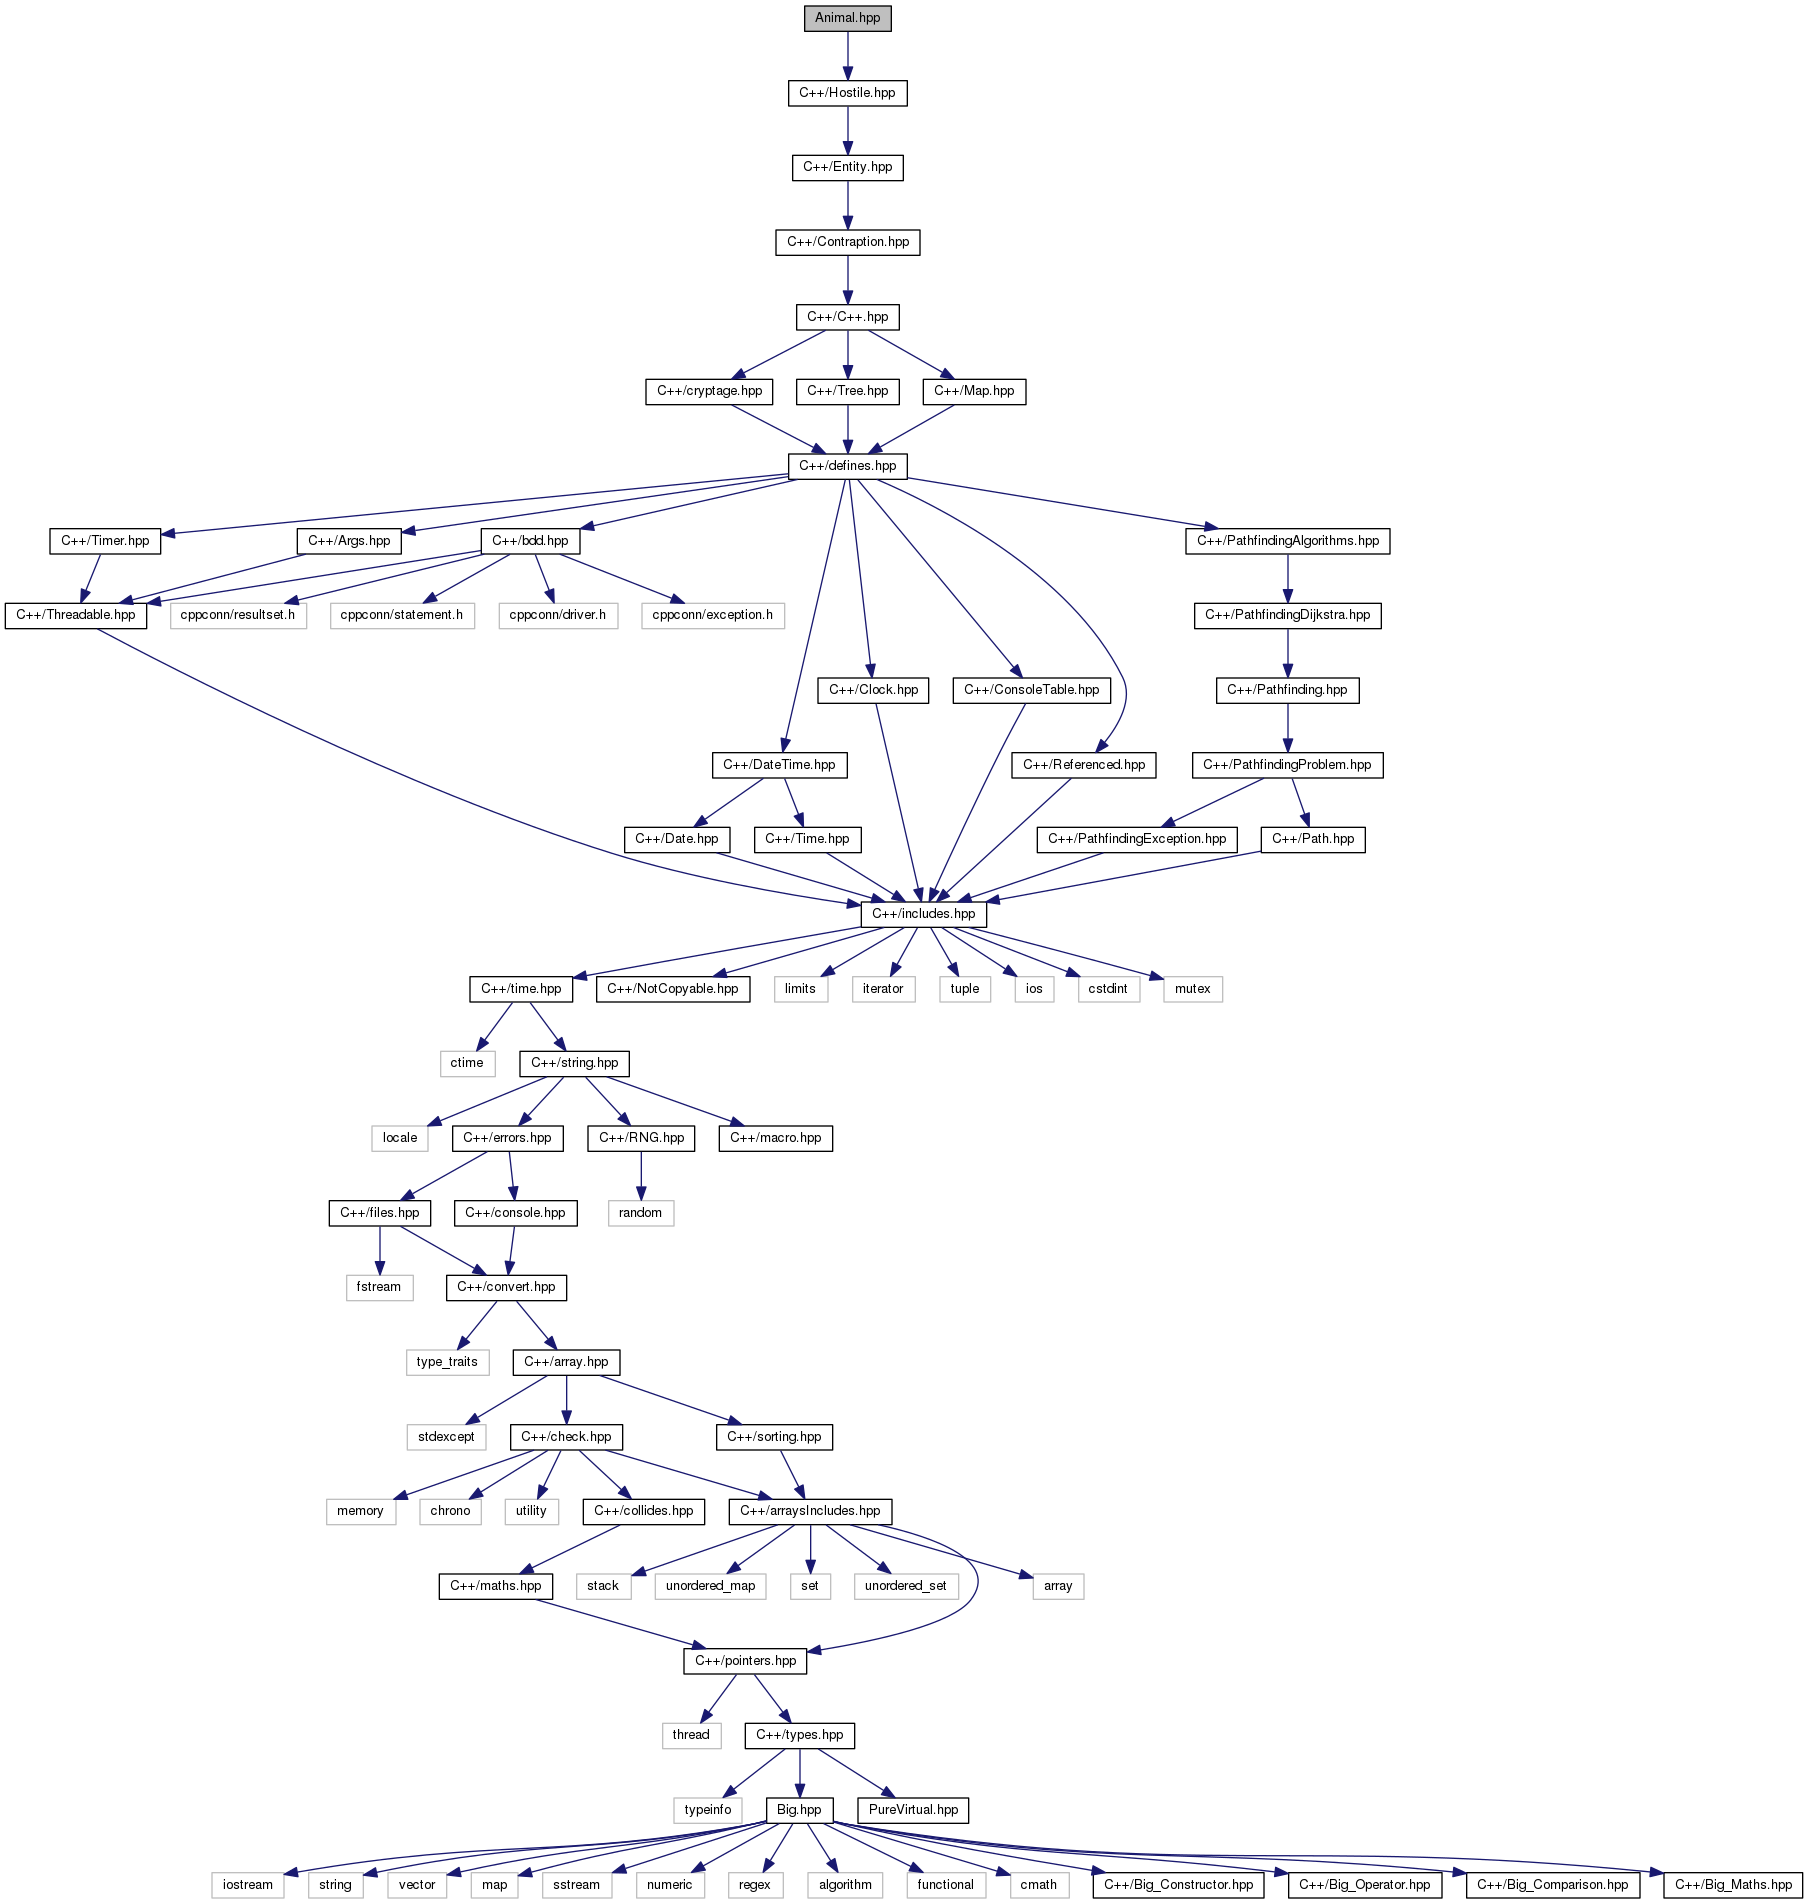 Animal.hpp
C++/Hostile.hpp
C++/Entity.hpp
C++/Contraption.hpp
C++/C++.hpp
C++/cryptage.hpp
C++/Tree.hpp
C++/Map.hpp
C++/defines.hpp
C++/Timer.hpp
C++/Args.hpp
C++/bdd.hpp
C++/PathfindingAlgorithms.hpp
C++/Threadable.hpp
cppconn/resultset.h
cppconn/statement.h
cppconn/driver.h
cppconn/exception.h
C++/PathfindingDijkstra.hpp
C++/Clock.hpp
C++/ConsoleTable.hpp
C++/Pathfinding.hpp
C++/DateTime.hpp
C++/Referenced.hpp
C++/PathfindingProblem.hpp
C++/Date.hpp
C++/Time.hpp
C++/PathfindingException.hpp
C++/Path.hpp
C++/includes.hpp
C++/time.hpp
C++/NotCopyable.hpp
limits
iterator
tuple
ios
cstdint
mutex
ctime
C++/string.hpp
locale
C++/errors.hpp
C++/RNG.hpp
C++/macro.hpp
C++/files.hpp
C++/console.hpp
random
fstream
C++/convert.hpp
type_traits
C++/array.hpp
stdexcept
C++/check.hpp
C++/sorting.hpp
memory
chrono
utility
C++/collides.hpp
C++/arraysIncludes.hpp
C++/maths.hpp
stack
unordered_map
set
unordered_set
array
C++/pointers.hpp
thread
C++/types.hpp
typeinfo
Big.hpp
PureVirtual.hpp
iostream
string
vector
map
sstream
numeric
regex
algorithm
functional
cmath
C++/Big_Constructor.hpp
C++/Big_Operator.hpp
C++/Big_Comparison.hpp
C++/Big_Maths.hpp